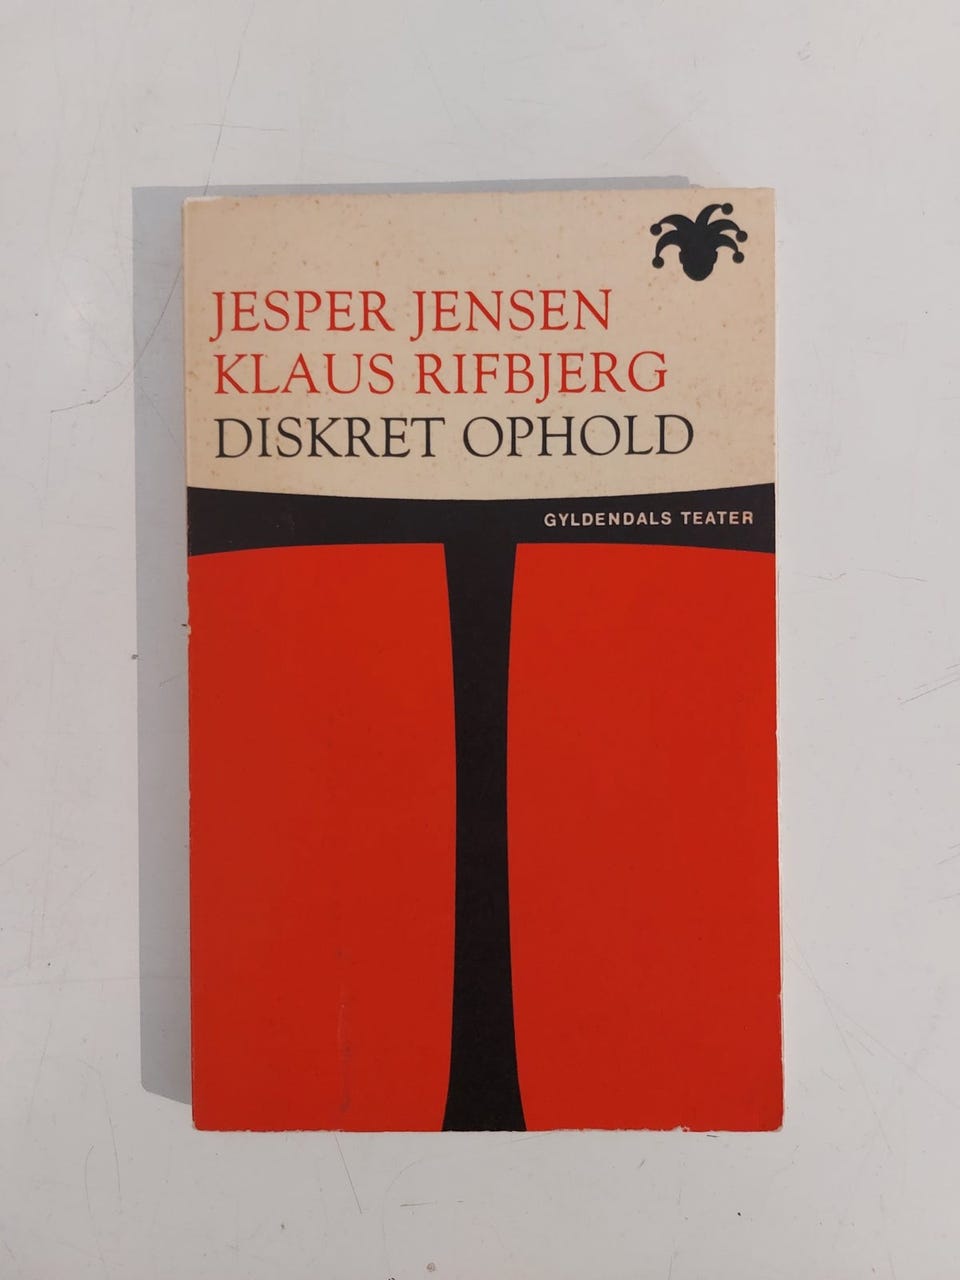 JESPER JENSEN
KLAUS RIFBJERG
DISKRET OPHOLD
GYLDENDALS TEATER